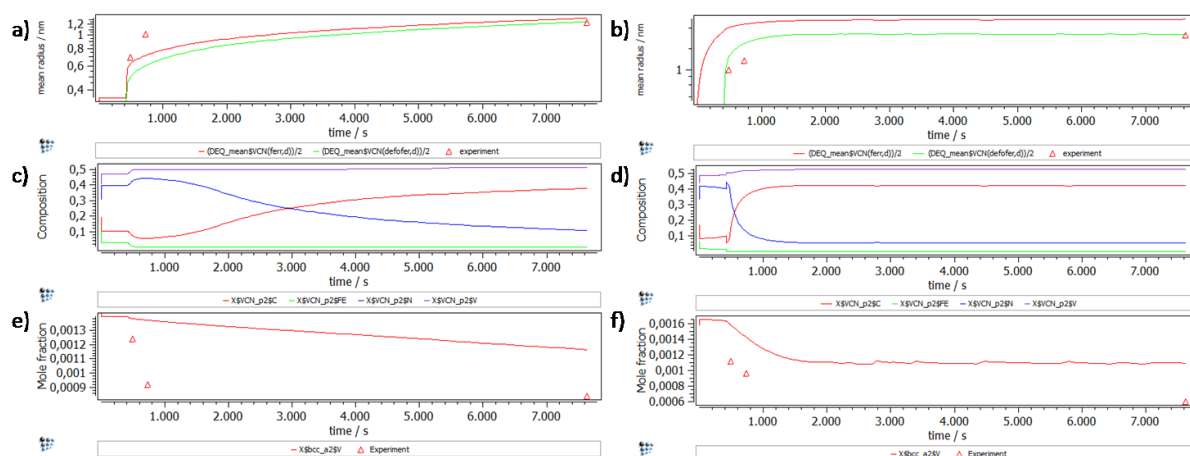 a)
mean radius / nm
1,2
1
0,8
0,6
0,4
1.000 2.000 3.000 4.000 5.000 6.000 7.000
time / s
(DEQ_mean$VCN(ferr,d))/2 (DEQ_mean$VCN(defofer,d))/2 experiment
b)
mean radius / nm
1
1.000 2.000 3.000 4.000 5.000 6.000 7.000
time / s
(DEQ_mean$VCN(ferr,d))/2 (DEQ_mean$VCN(defofer,d))/2 experiment
c)
Composition
0,5
0,4
0,3
0,2
0,1
1.000 2.000 3.000 4.000 5.000 6.000 7.000
time / s
X$VCN_p2$C X$VCN_p2$FE X$VCN_p2$N X$VCN_p2$V
d)
Composition
0,5
0,4
0,3
0,2
0,1
1.000 2.000 3.000 4.000 5.000 6.000 7.000
time / s
X$VCN_p2$C X$VCN_p2$FE X$VCN_p2$N X$VCN_p2$V
e)
Mole fraction
0,0013
0,0012
0,0011
0,001
0,0009
1.000 2.000 3.000 4.000 5.000 6.000 7.000
time / s
X$bcc_a2$V Experiment
f)
Mole fraction
0,0016
0,0014
0,0012
0,001
0,0008
0,0006
1.000 2.000 3.000 4.000 5.000 6.000 7.000
time / s
X$bcc_a2$V Experiment